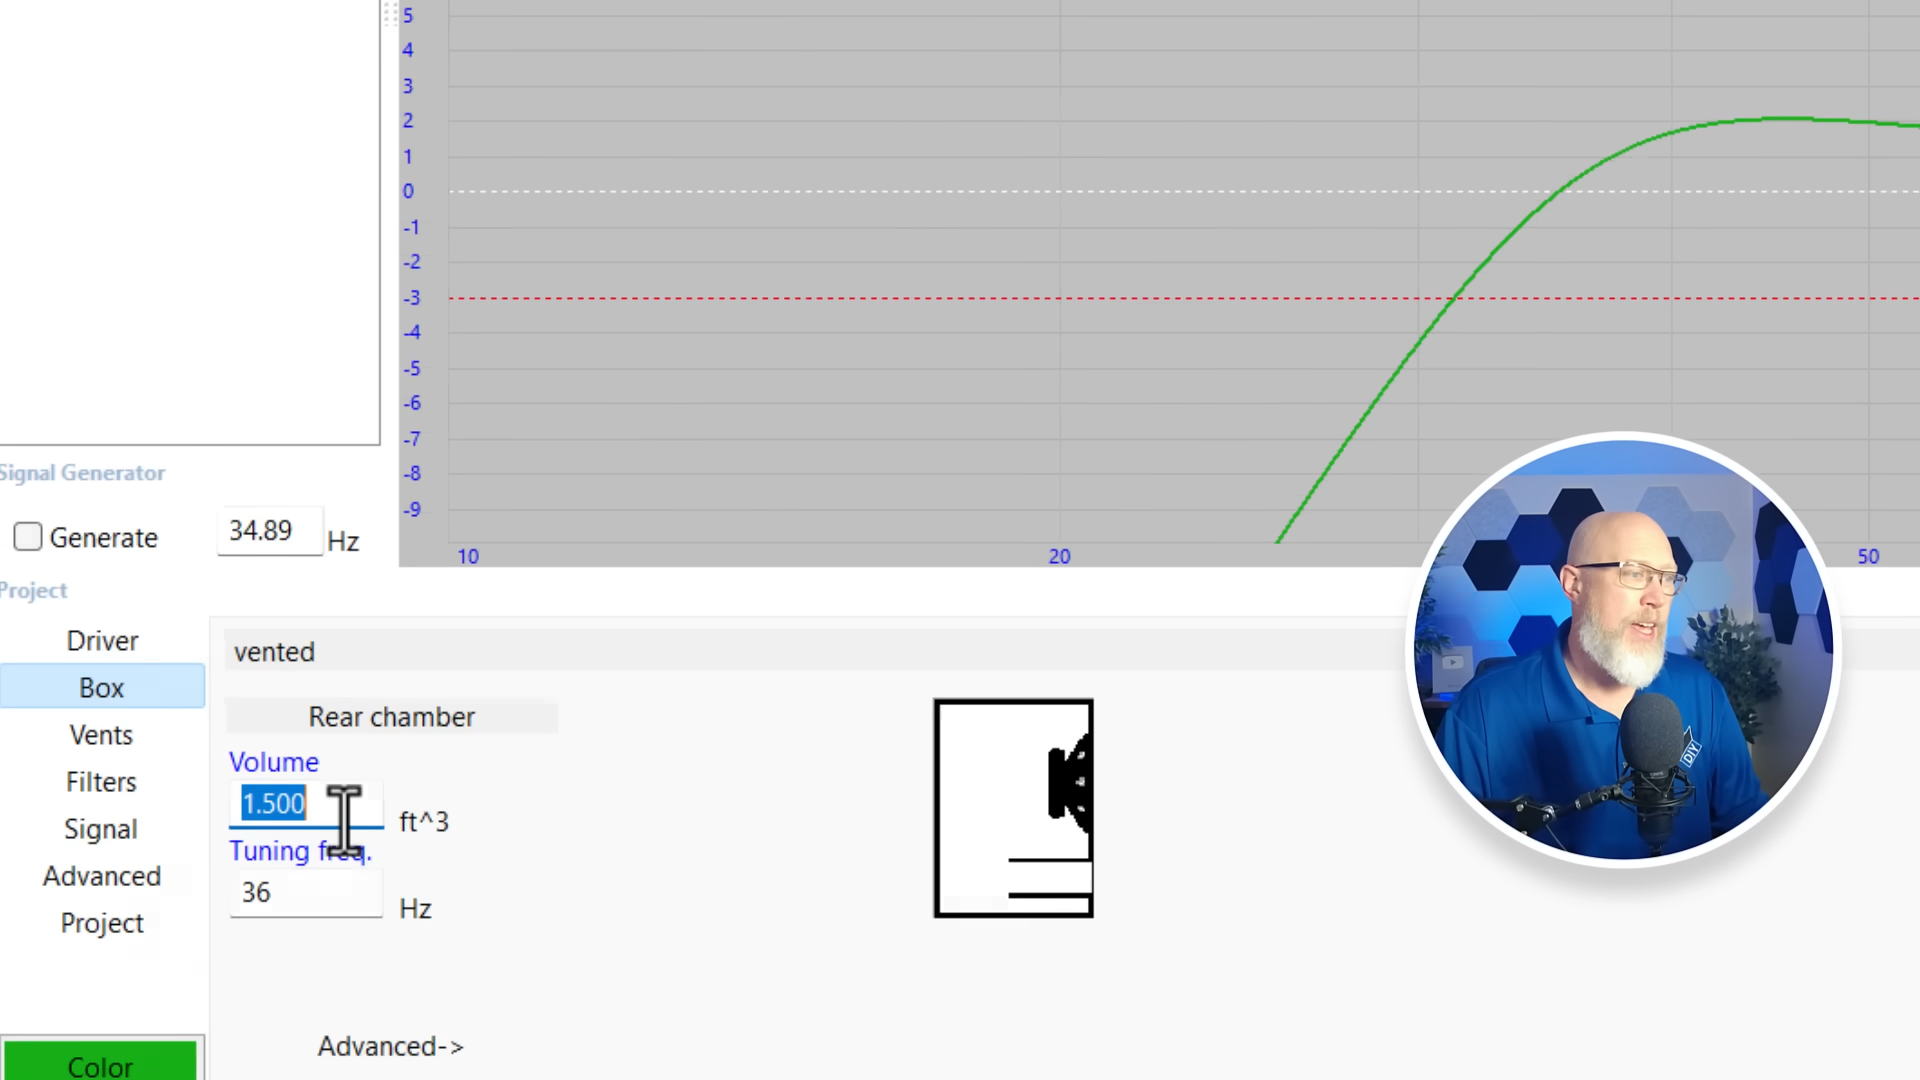 5
4
3
2
1
0
-1
-2
-3
-4
-5
-6
-7
-8
-9
10 20 50
Signal Generator
Generate 34.89 Hz
Project
Driver
Box
Vents
Filters
Signal
Advanced
Project
Color
vented
Rear chamber
Volume
1.500 ft^3
Tuning freq.
36 Hz
Advanced->
DIY